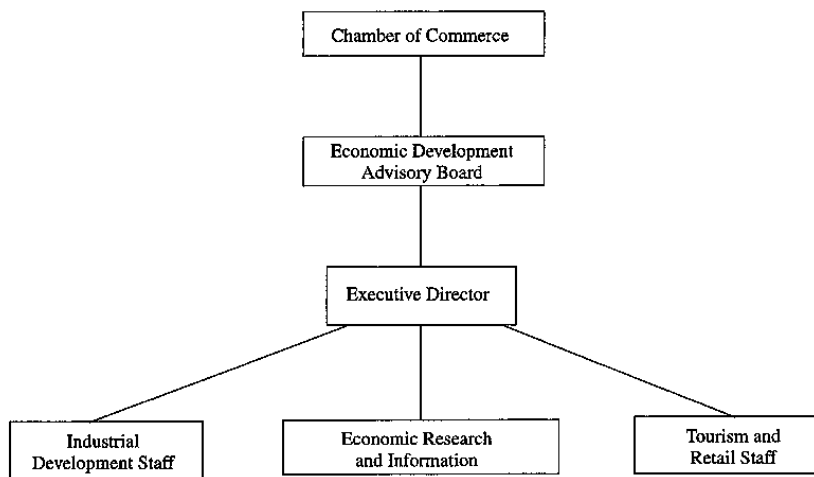 Chamber of Commerce
Economic Development
Advisory Board
Executive Director
Industrial
Development Staff
Economic Research
and Information
Tourism and
Retail Staff